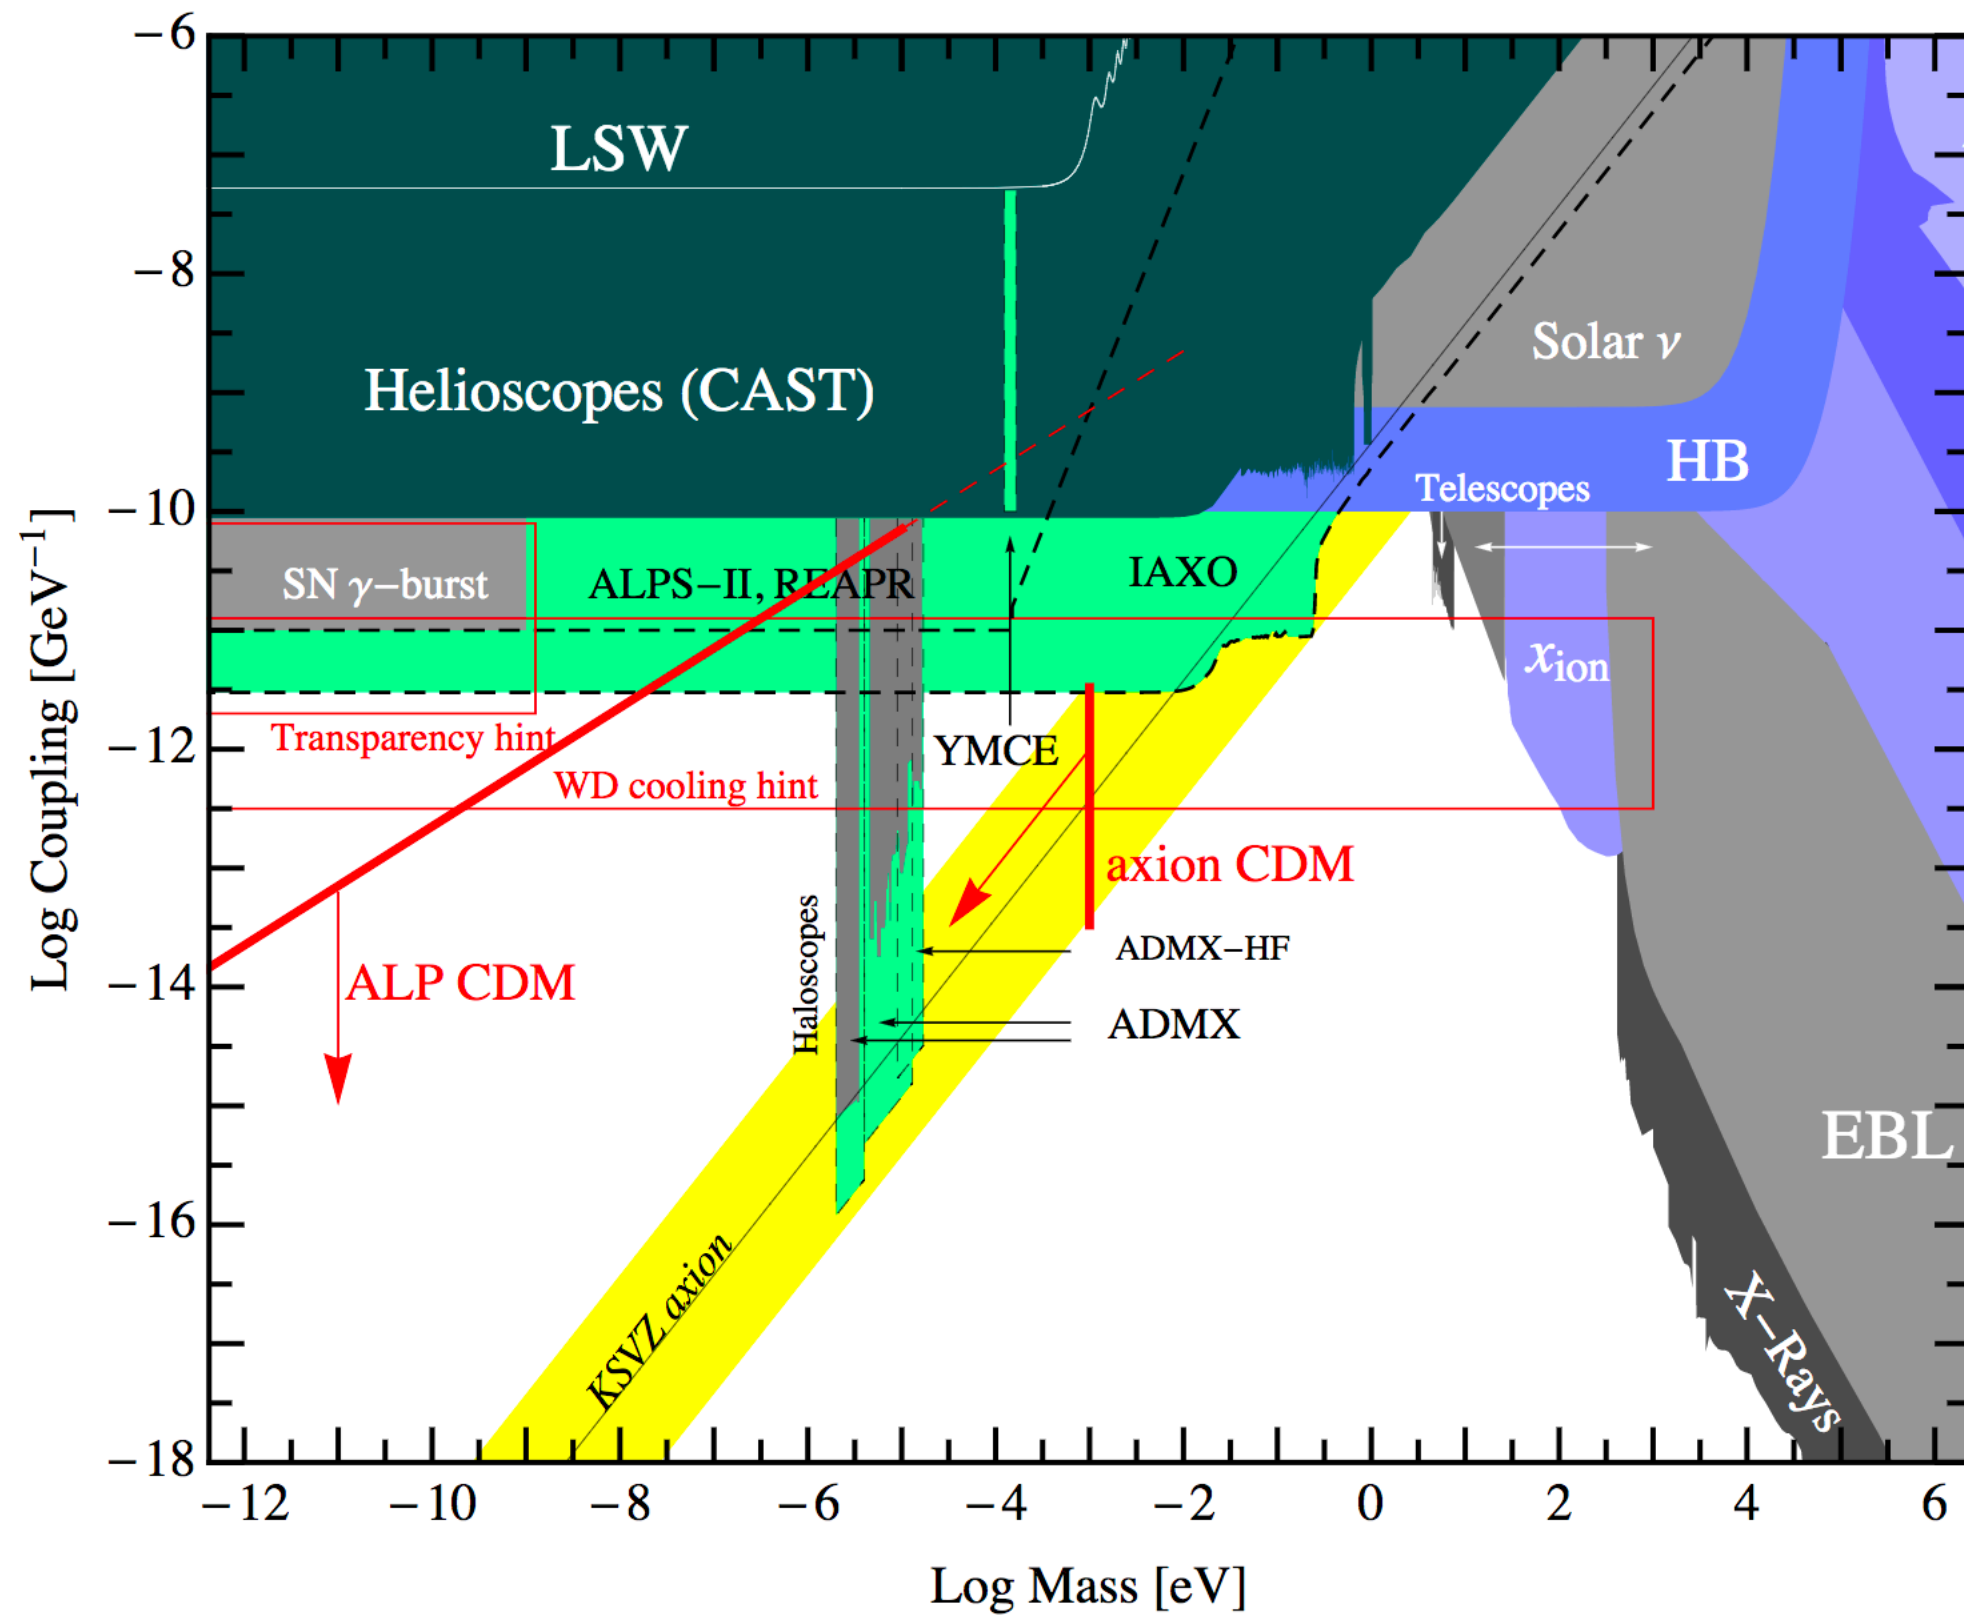 −6
−8
−10
−12
−14
−16
−18
Log Coupling [GeV⁻¹]
LSW
Helioscopes (CAST)
Solar ν
HB
Telescopes
SN γ−burst
ALPS−II, REAPR
IAXO
x_ion
Transparency hint
YMCE
WD cooling hint
axion CDM
Haloscopes
ADMX−HF
ALP CDM
ADMX
EBL
KSVZ axion
X−Rays
−12 −10 −8 −6 −4 −2 0 2 4 6
Log Mass [eV]